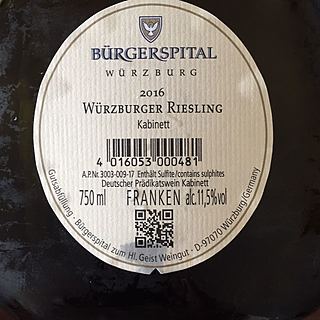 BÜRGERSPITAL
WÜRZBURG
2016
WÜRZBURGER RIESLING
Kabinett
4 016053 000481
A.P.Nr. 3003-009-17 Enthält Sulfite/contains sulphites
Deutscher Prädikatswein Kabinett
750 ml FRANKEN alc.11,5%vol
Gutsabfüllung · Bürgerspital zum Hl. Geist Weingut · D-97070 Würzburg/Germany